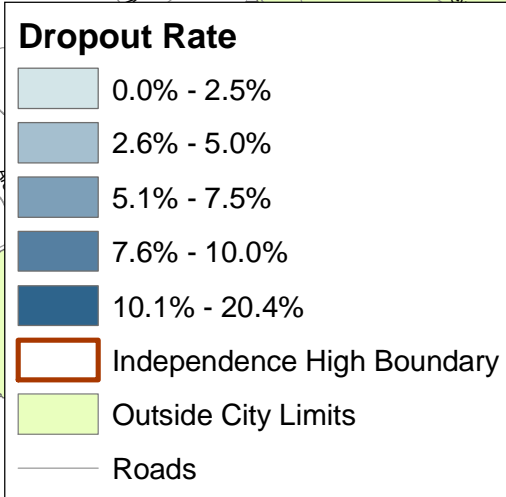 Dropout Rate
0.0% - 2.5%
2.6% - 5.0%
5.1% - 7.5%
7.6% - 10.0%
10.1% - 20.4%
Independence High Boundary
Outside City Limits
Roads